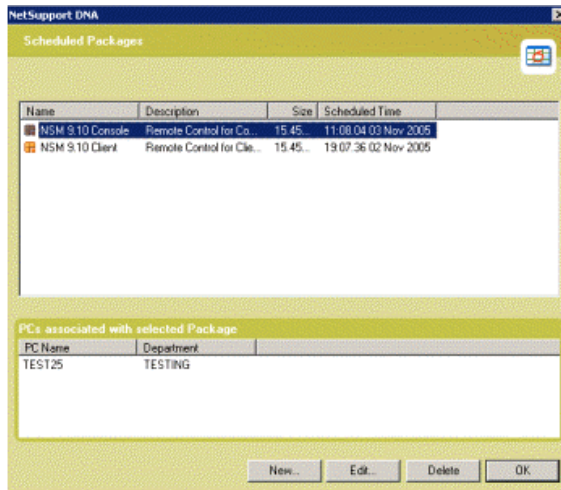 NetSupport DNA
Scheduled Packages
Name Description Size Scheduled Time
NSM 9.10 Console Remote Control for Co... 15.45... 11:08.04 03 Nov 2005
NSM 9.10 Client Remote Control for Clie... 15.45... 19:07.36 02 Nov 2005
PCs associated with selected Package
PC Name Department
TEST25 TESTING
New... Edit... Delete OK